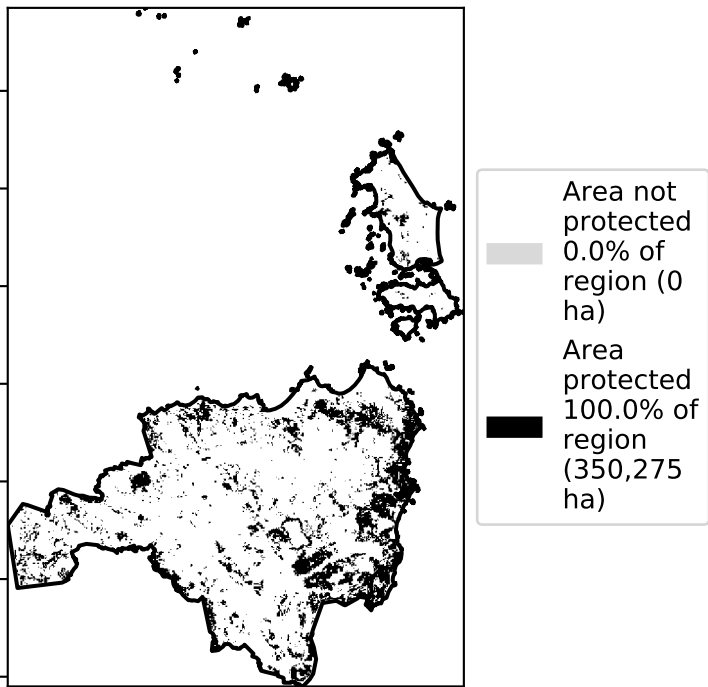 Area not
protected
0.0% of
region (0
ha)
Area
protected
100.0% of
region
(350,275
ha)